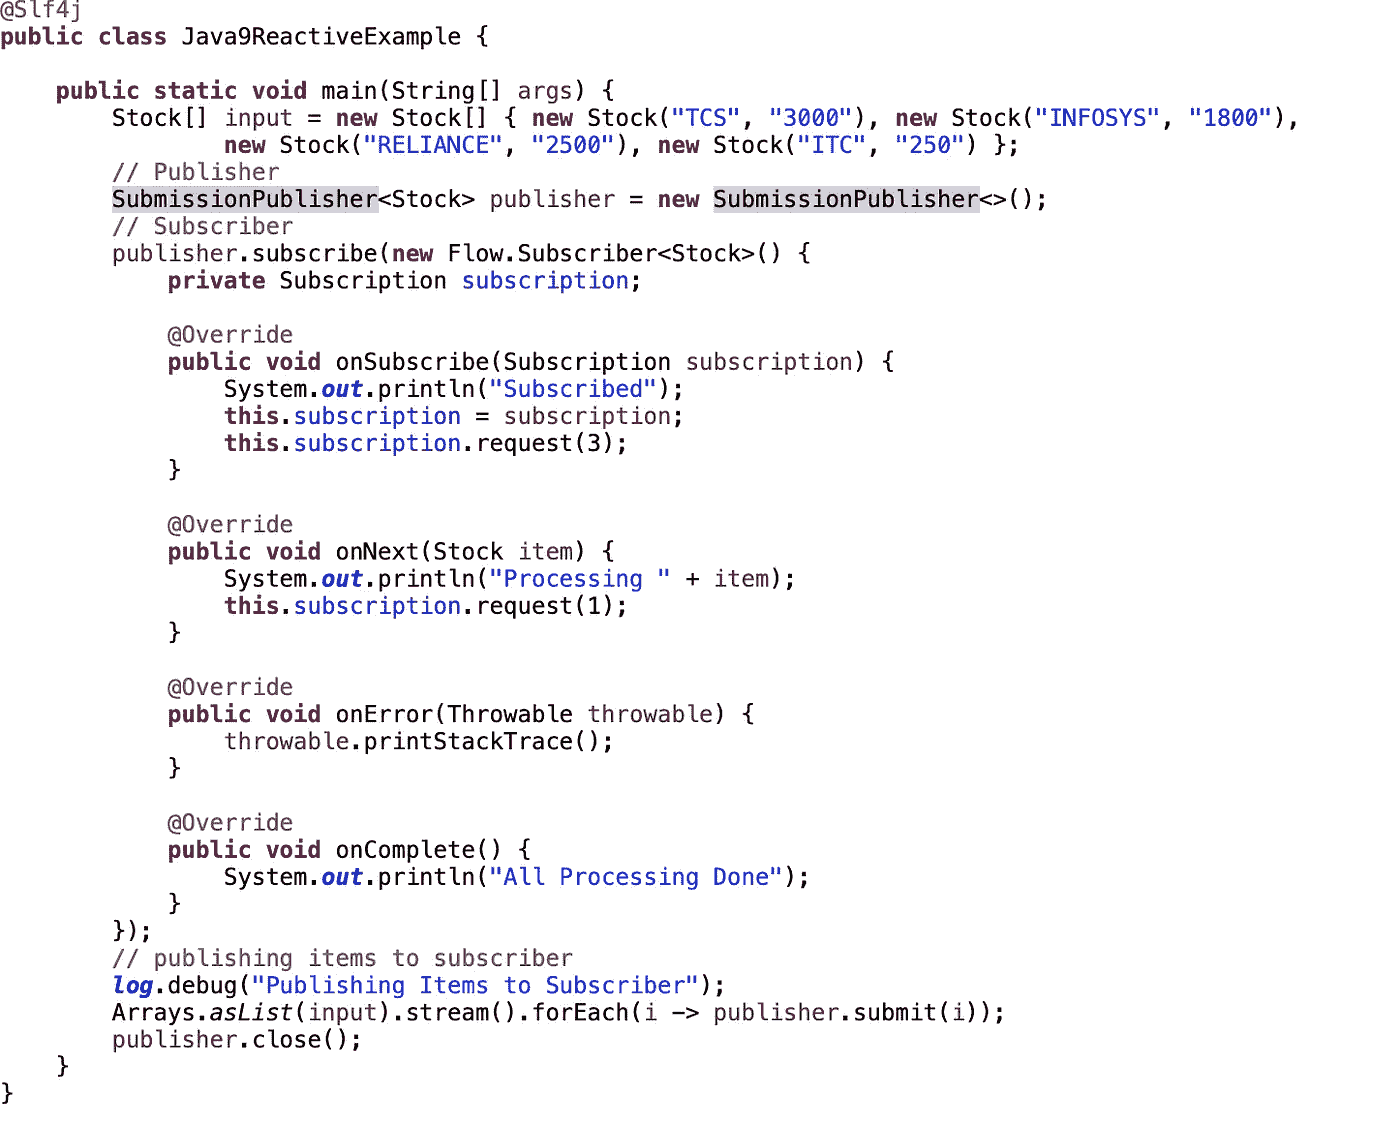 @Slf4j
public class Java9ReactiveExample {
public static void main(String[] args) {
Stock[] input = new Stock[] { new Stock("TCS", "3000"), new Stock("INFOSYS", "1800"),
new Stock("RELIANCE", "2500"), new Stock("ITC", "250") };
// Publisher
SubmissionPublisher<Stock> publisher = new SubmissionPublisher<>();
// Subscriber
publisher.subscribe(new Flow.Subscriber<Stock>() {
private Subscription subscription;
@Override
public void onSubscribe(Subscription subscription) {
System.out.println("Subscribed");
this.subscription = subscription;
this.subscription.request(3);
}
@Override
public void onNext(Stock item) {
System.out.println("Processing " + item);
this.subscription.request(1);
}
@Override
public void onError(Throwable throwable) {
throwable.printStackTrace();
}
@Override
public void onComplete() {
System.out.println("All Processing Done");
}
});
// publishing items to subscriber
log.debug("Publishing Items to Subscriber");
Arrays.asList(input).stream().forEach(i -> publisher.submit(i));
publisher.close();
}
}